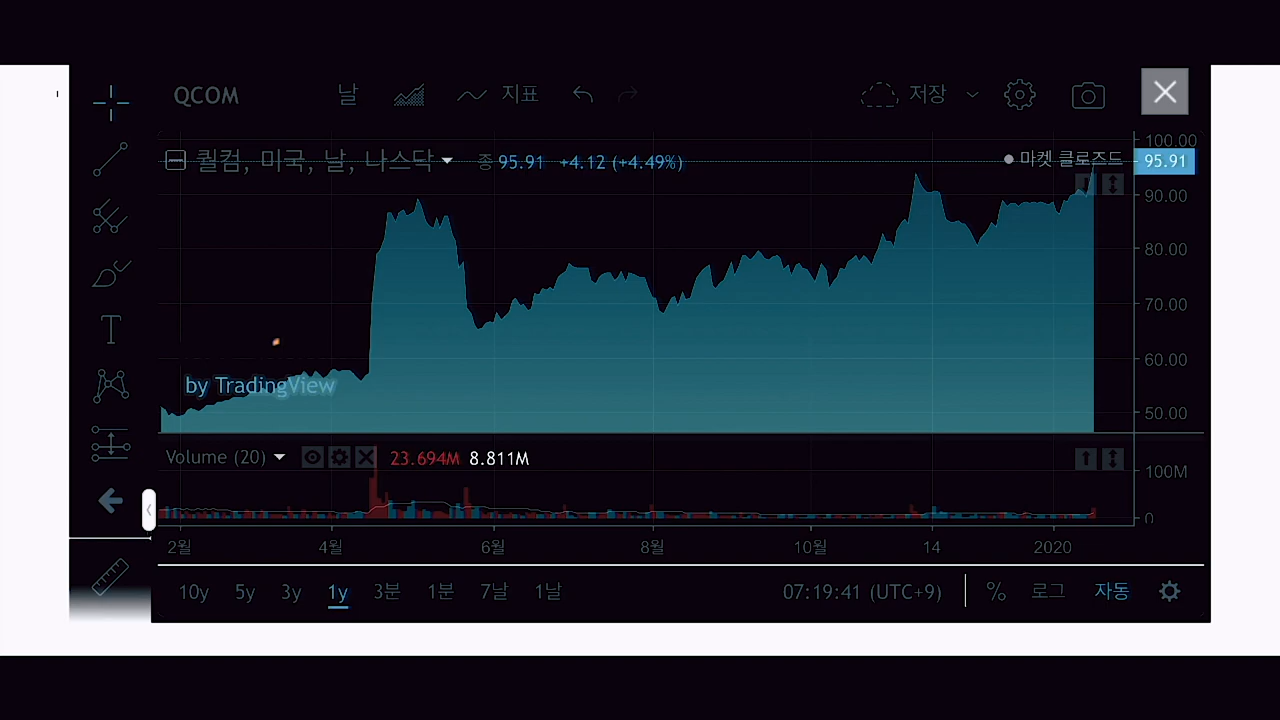 QCOM 날 지표 저장
퀄컴, 미국, 날, 나스닥 종 95.91 +4.12 (+4.49%) 마켓 클로즈드
100.00
95.91
90.00
80.00
70.00
60.00
50.00
T
by TradingView
Volume (20) 23.694M 8.811M
100M
0
2월 4월 6월 8월 10월 14 2020
10y 5y 3y 1y 3분 1분 7날 1날 07:19:41 (UTC+9) % 로그 자동